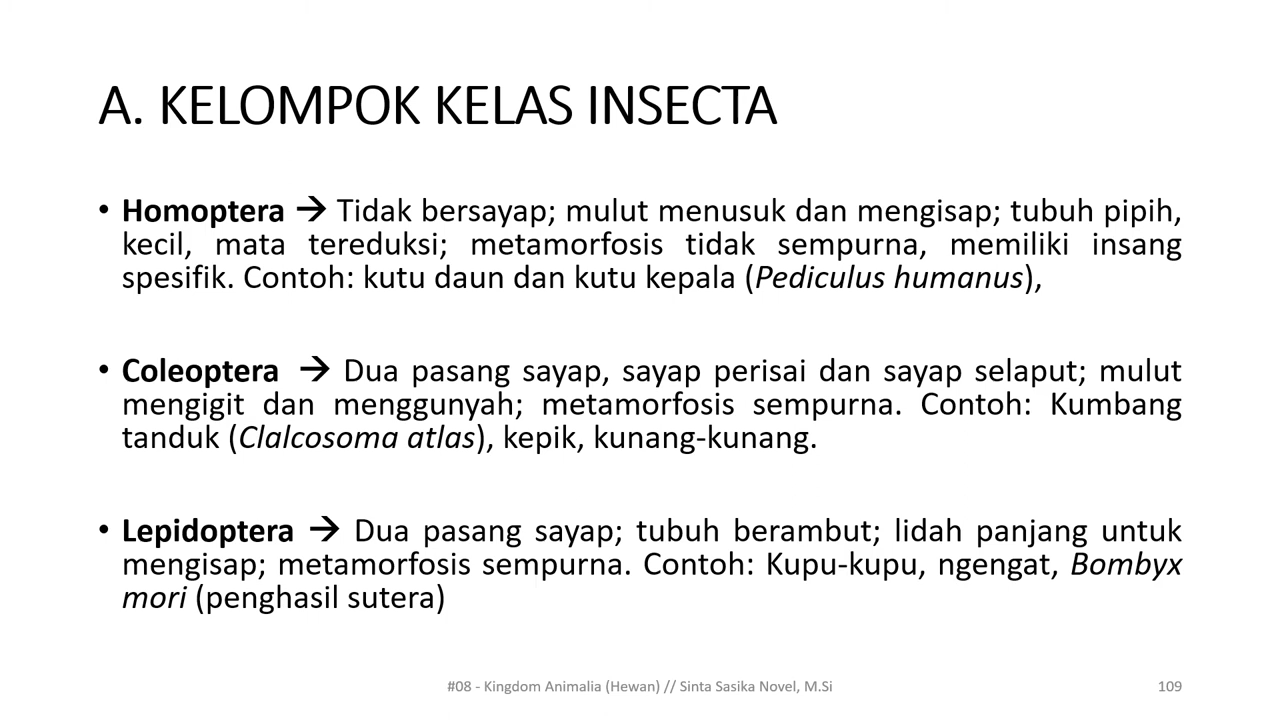 A. KELOMPOK KELAS INSECTA
• Homoptera → Tidak bersayap; mulut menusuk dan mengisap; tubuh pipih,
kecil, mata tereduksi; metamorfosis tidak sempurna, memiliki insang
spesifik. Contoh: kutu daun dan kutu kepala (Pediculus humanus),
• Coleoptera → Dua pasang sayap, sayap perisai dan sayap selaput; mulut
mengigit dan menggunyah; metamorfosis sempurna. Contoh: Kumbang
tanduk (Clalcosoma atlas), kepik, kunang-kunang.
• Lepidoptera → Dua pasang sayap; tubuh berambut; lidah panjang untuk
mengisap; metamorfosis sempurna. Contoh: Kupu-kupu, ngengat, Bombyx
mori (penghasil sutera)
#08 - Kingdom Animalia (Hewan) // Sinta Sasika Novel, M.Si
109